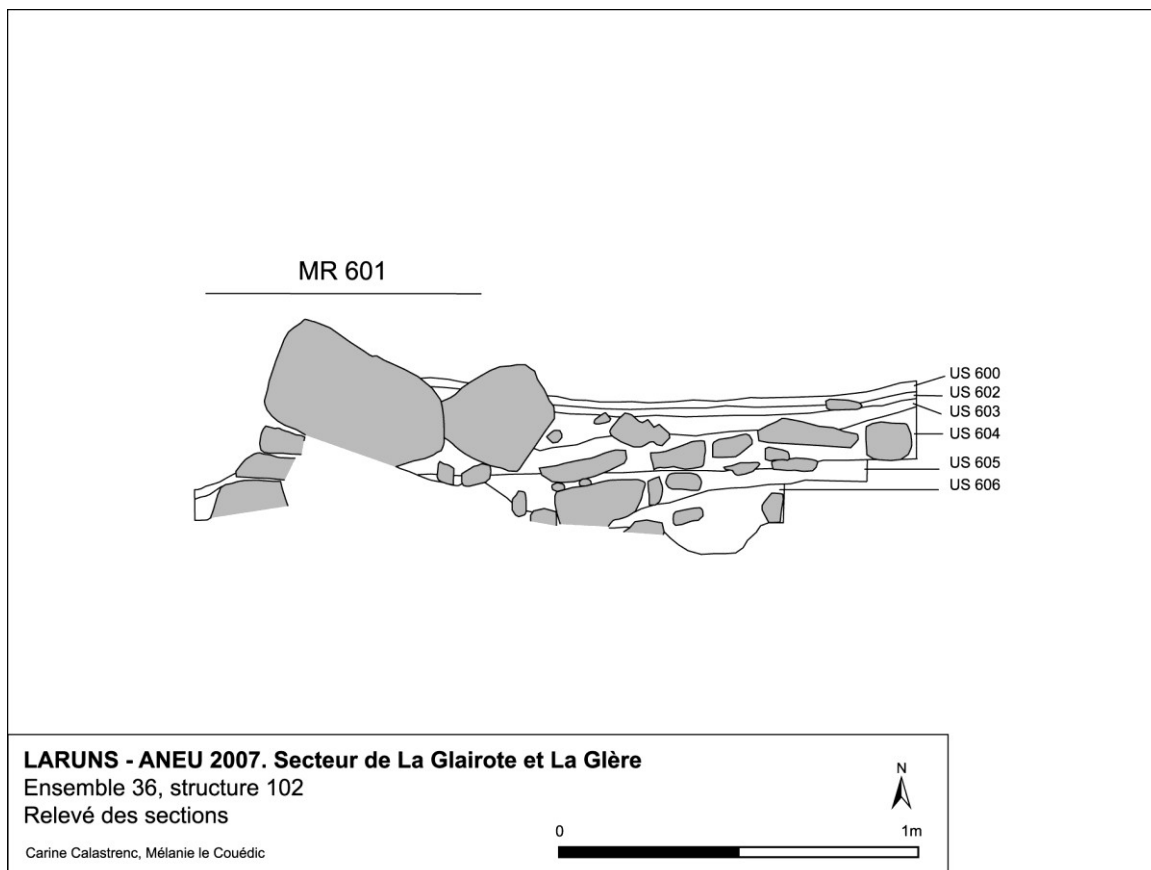 MR 601
US 600
US 602
US 603
US 604
US 605
US 606
LARUNS - ANEU 2007. Secteur de La Glairote et La Glère
Ensemble 36, structure 102
Relevé des sections
Carine Calastrenc, Mélanie le Couédic
N
0 1m